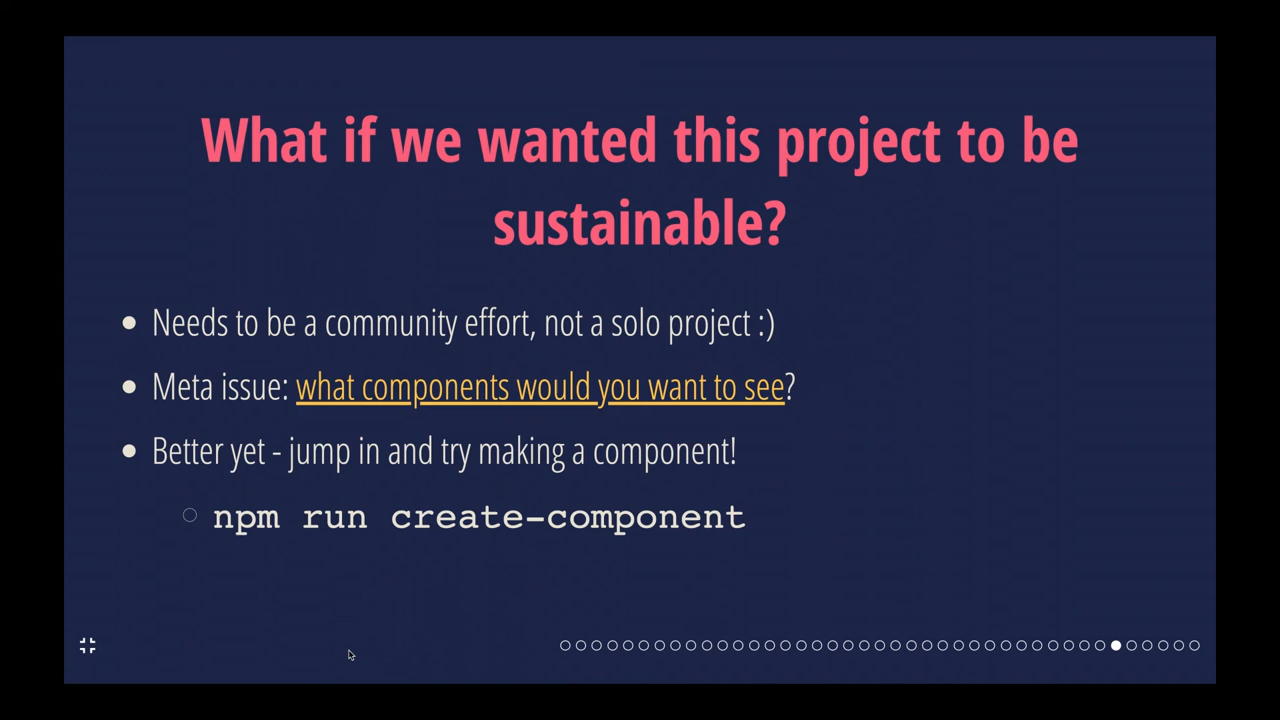 What if we wanted this project to be
sustainable?
Needs to be a community effort, not a solo project :)
Meta issue: what components would you want to see?
Better yet - jump in and try making a component!
npm run create-component